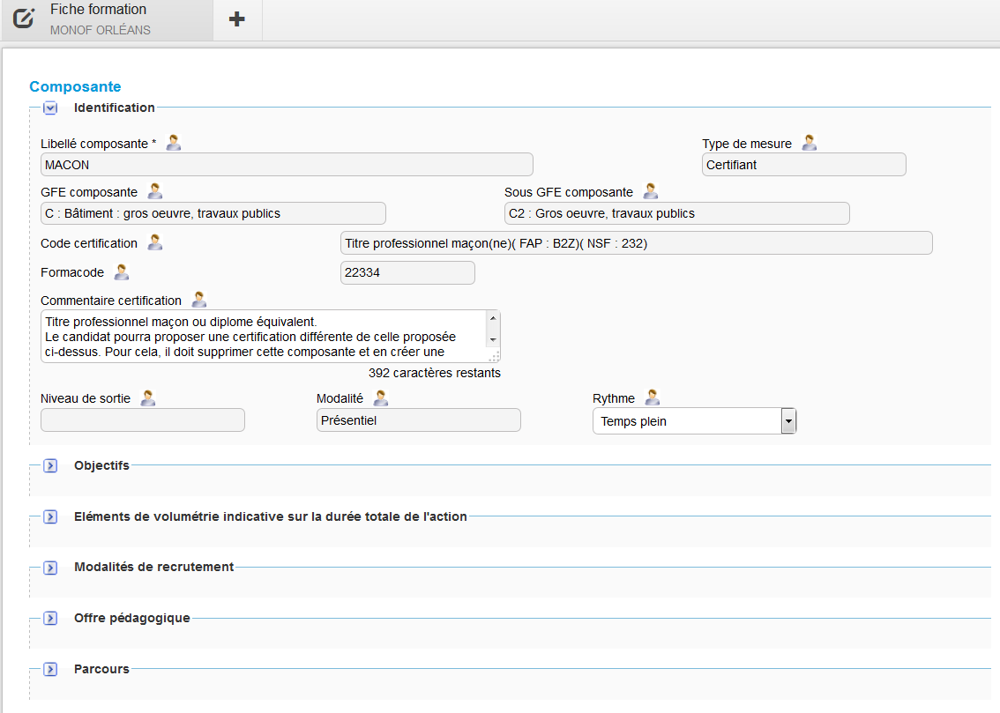 Fiche formation
MONOF ORLÉANS
Composante
Identification
Libellé composante *
Type de mesure
MACON
Certifiant
GFE composante
Sous GFE composante
C : Bâtiment : gros oeuvre, travaux publics
C2 : Gros oeuvre, travaux publics
Code certification
Titre professionnel maçon(ne)( FAP : B2Z)( NSF : 232)
Formacode
22334
Commentaire certification
Titre professionnel maçon ou diplome équivalent.
Le candidat pourra proposer une certification différente de celle proposée
ci-dessus. Pour cela, il doit supprimer cette composante et en créer une
392 caractères restants
Niveau de sortie
Modalité
Rythme
Présentiel
Temps plein
Objectifs
Eléments de volumétrie indicative sur la durée totale de l'action
Modalités de recrutement
Offre pédagogique
Parcours